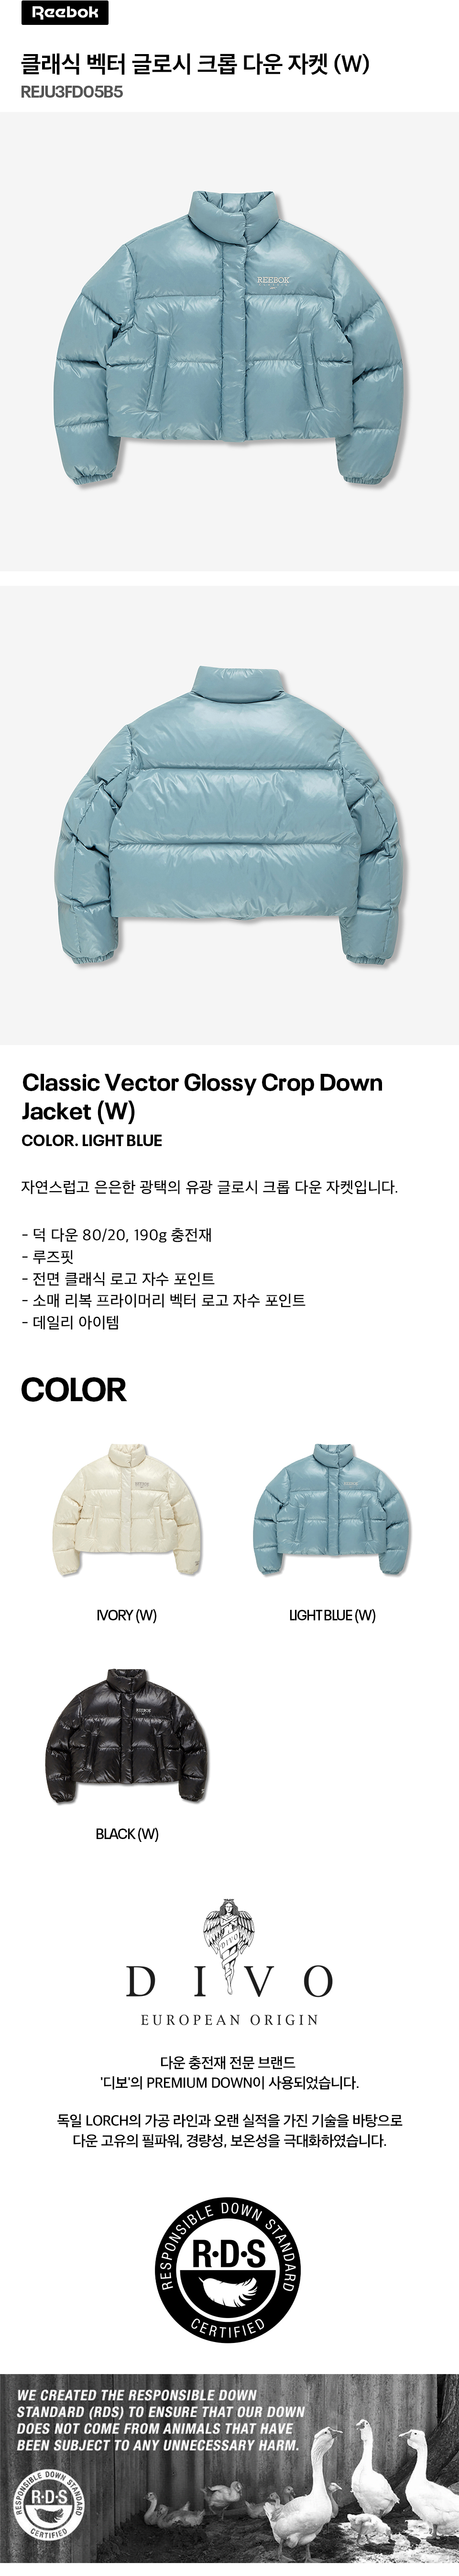 Reebok
클래식 벡터 글로시 크롭 다운 자켓 (W)
REJU3FD05B5
REEBOK
Classic Vector Glossy Crop Down
Jacket (W)
COLOR. LIGHT BLUE
자연스럽고 은은한 광택의 유광 글로시 크롭 다운 자켓입니다.
- 덕 다운 80/20, 190g 충전재
- 루즈핏
- 전면 클래식 로고 자수 포인트
- 소매 리복 프라이머리 벡터 로고 자수 포인트
- 데일리 아이템
COLOR
IVORY (W)
LIGHT BLUE (W)
REEBOK
BLACK (W)
DIVO
DIVO
EUROPEAN ORIGIN
다운 충전재 전문 브랜드
'디보'의 PREMIUM DOWN이 사용되었습니다.
독일 LORCH의 가공 라인과 오랜 실적을 가진 기술을 바탕으로
다운 고유의 필파워, 경량성, 보온성을 극대화하였습니다.
RESPONSIBLE DOWN STANDARD
R·D·S
CERTIFIED
WE CREATED THE RESPONSIBLE DOWN
STANDARD (RDS) TO ENSURE THAT OUR DOWN
DOES NOT COME FROM ANIMALS THAT HAVE
BEEN SUBJECT TO ANY UNNECESSARY HARM.
RESPONSIBLE DOWN STANDARD
R·D·S
CERTIFIED